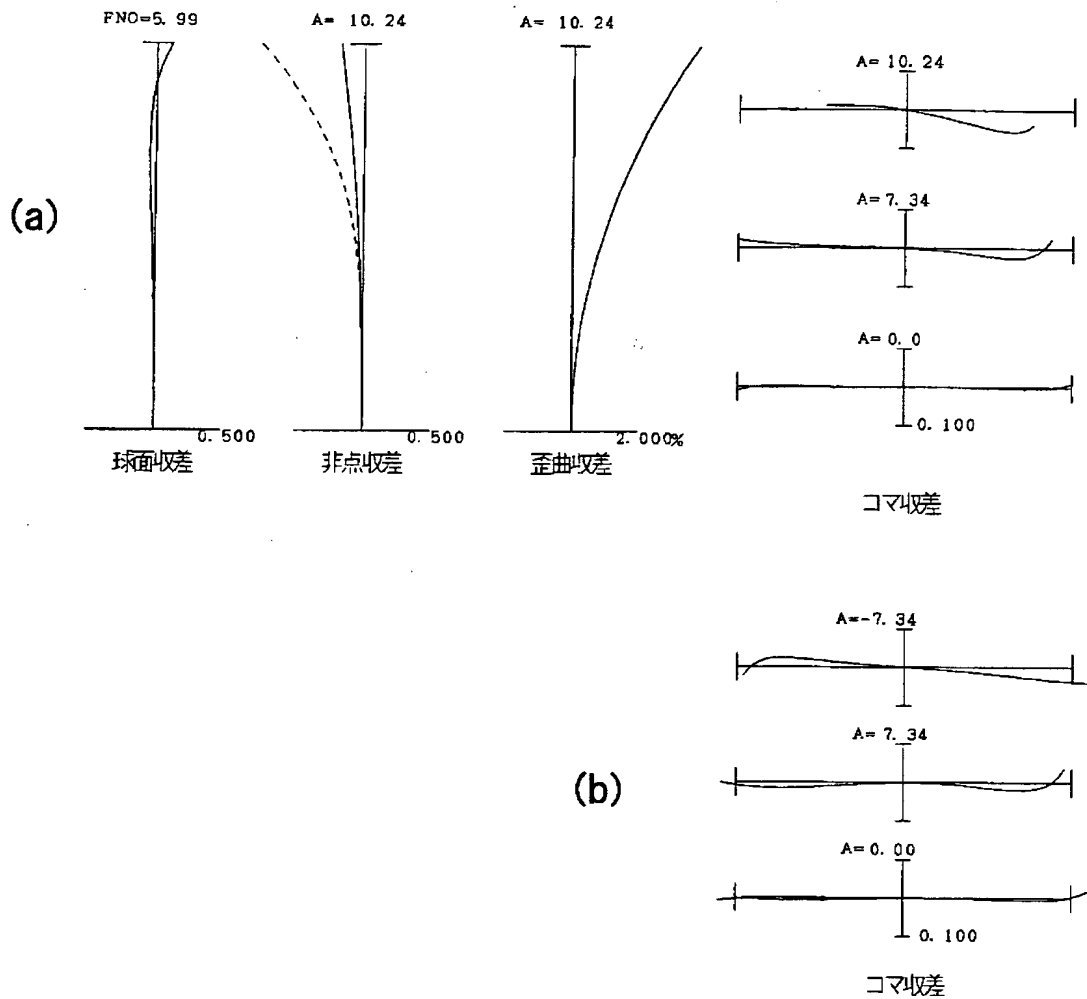 (a)
FNO=5.99
0.500
球面収差
A= 10.24
0.500
非点収差
A= 10.24
2.000%
歪曲収差
A= 10.24
A= 7.34
A= 0.0
0.100
コマ収差
(b)
A=-7.34
A= 7.34
A= 0.00
0.100
コマ収差